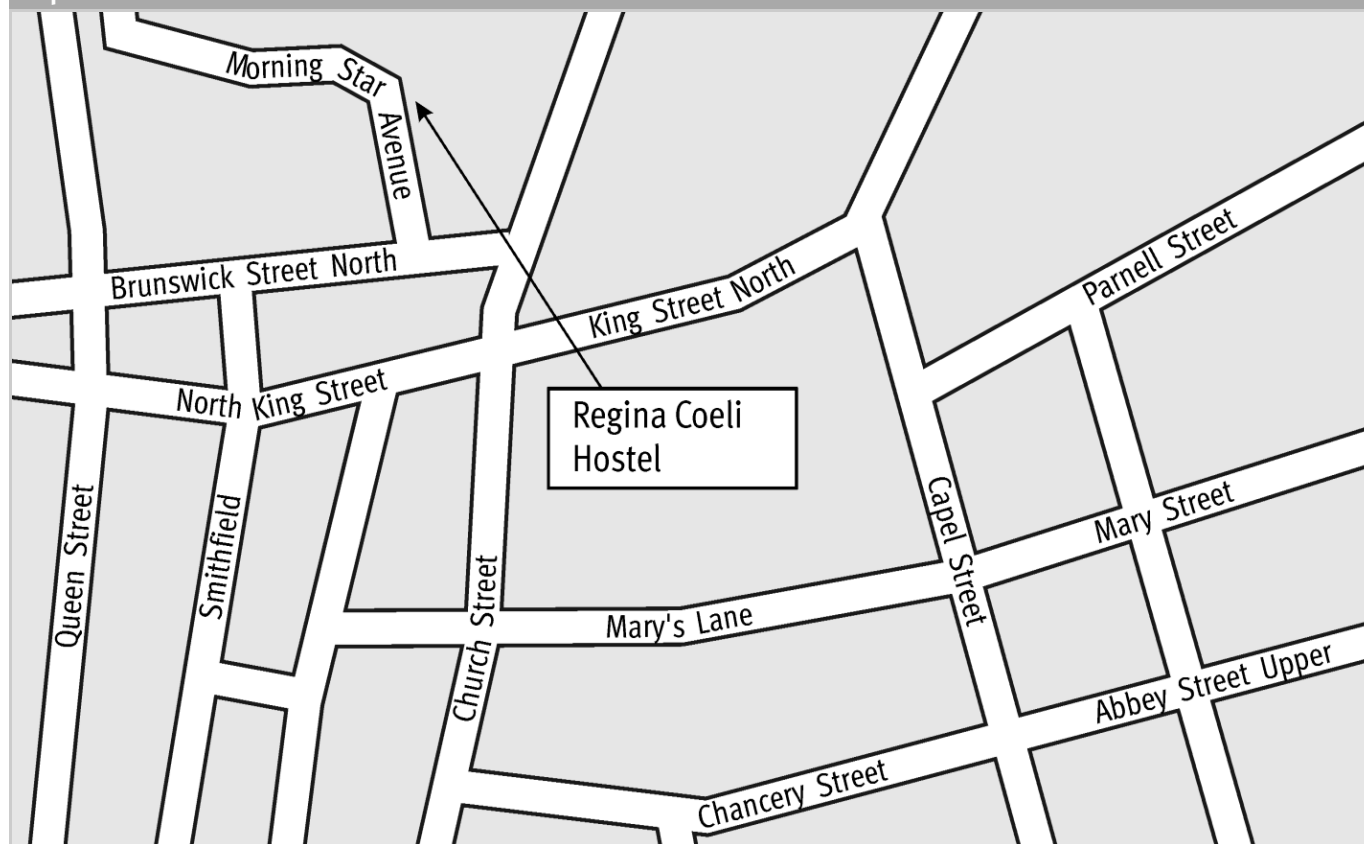 Morning Star Avenue
Brunswick Street North
King Street North
Parnell Street
North King Street
Regina Coeli
Hostel
Queen Street
Smithfield
Church Street
Capel Street
Mary Street
Mary's Lane
Abbey Street Upper
Chancery Street